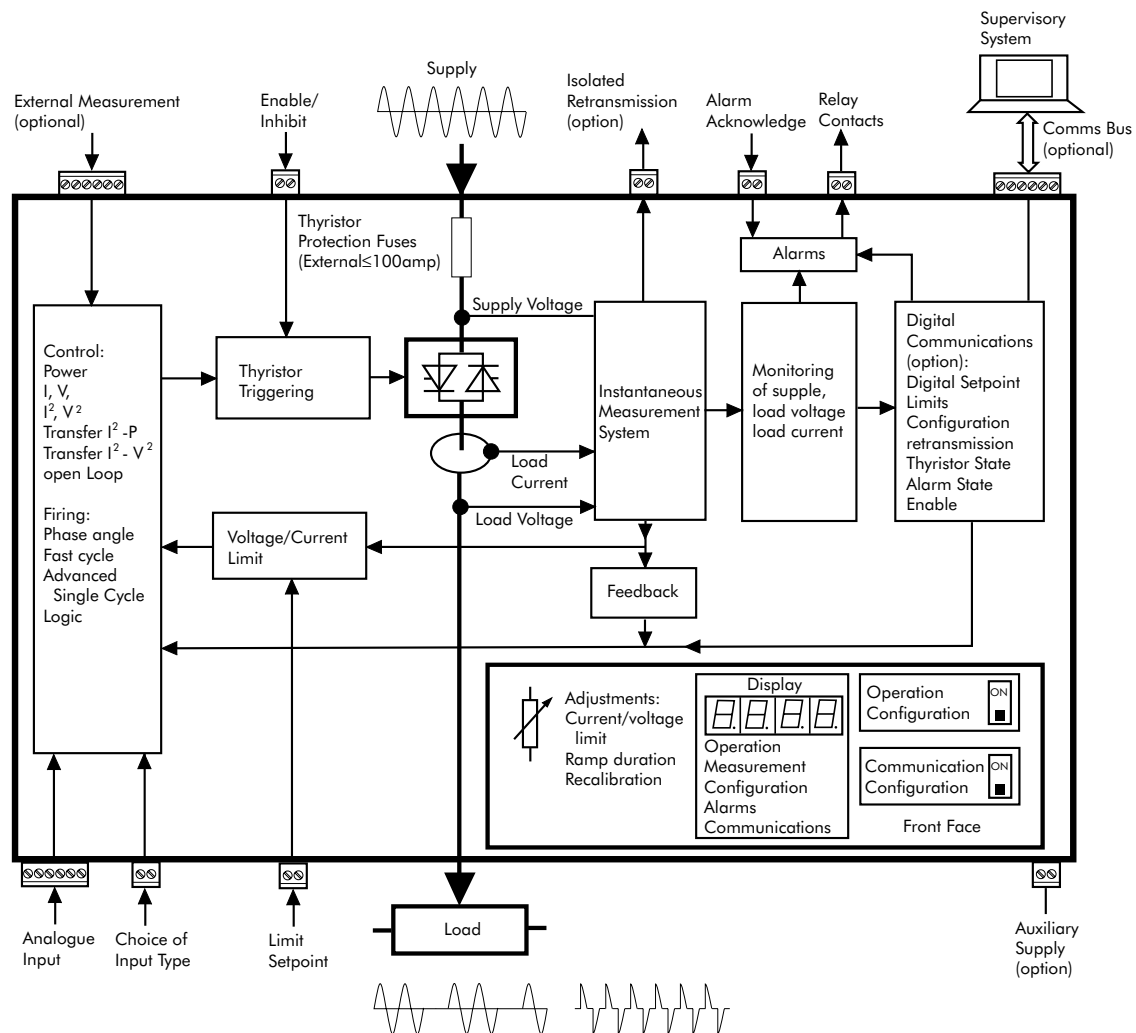 Supervisory
System
Supply
Isolated
Retransmission
(option)
External Measurement
(optional)
Enable/
Inhibit
Alarm
Acknowledge
Relay
Contacts
Comms Bus
(optional)
Thyristor
Protection Fuses
(External≤100amp)
Alarms
Supply Voltage
Control:
Power
I, V,
I², V²
Transfer I² -P
Transfer I² - V²
open Loop
Firing:
Phase angle
Fast cycle
Advanced
Single Cycle
Logic
Thyristor
Triggering
Instantaneous
Measurement
System
Monitoring
of supple,
load voltage
load current
Digital
Communications
(option):
Digital Setpoint
Limits
Configuration
retransmission
Thyristor State
Alarm State
Enable
Load
Current
Load Voltage
Voltage/Current
Limit
Feedback
Adjustments:
Current/voltage
limit
Ramp duration
Recalibration
Display
8. 8. 8. 8.
Operation
Measurement
Configuration
Alarms
Communications
Operation
Configuration
ON
Communication
Configuration
ON
Front Face
Analogue
Input
Choice of
Input Type
Limit
Setpoint
Load
Auxiliary
Supply
(option)